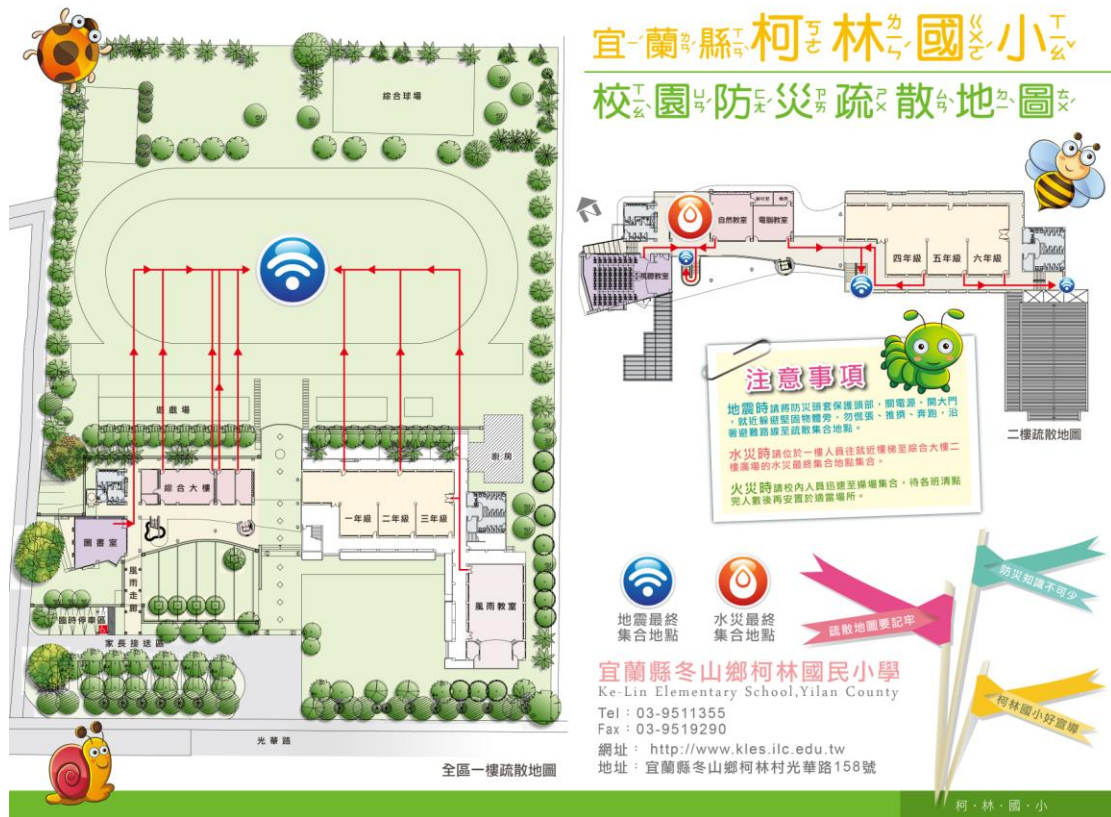 宜蘭縣柯林國小
校園防災疏散地圖
綜合球場
遊戲場
廚房
綜合大樓
一年級
二年級
三年級
圖書室
風雨走廊
風雨教室
臨時停車區
家長接送區
光華路
全區一樓疏散地圖
自然教室
電腦教室
視聽教室
四年級
五年級
六年級
二樓疏散地圖
注意事項
地震時請將防災頭套保護頭部，關電源、開大門
，就近躲避堅固物體旁，勿慌張、推擠、奔跑，沿
著避難路線至疏散集合地點。
水災時請位於一樓人員往就近樓梯至綜合大樓二
樓廣場的水災最終集合地點集合。
火災時請校內人員迅速至操場集合，待各班清點
完人數後再安置於適當場所。
地震最終
集合地點
水災最終
集合地點
防災知識不可少
疏散地圖要記牢
柯林國小好宣導
宜蘭縣冬山鄉柯林國民小學
Ke-Lin Elementary School,Yilan County
Tel：03-9511355
Fax：03-9519290
網址： http://www.kles.ilc.edu.tw
地址：宜蘭縣冬山鄉柯林村光華路158號
柯‧林‧國‧小